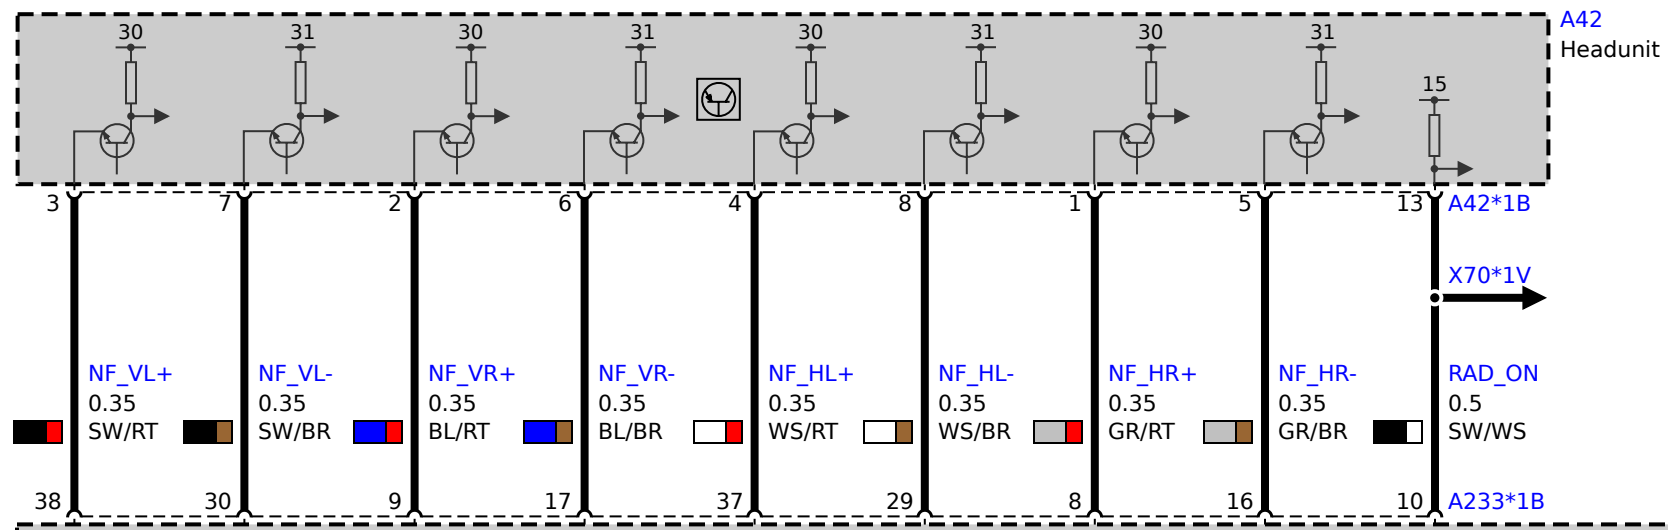 30 31 30 31 30 31 30 31 A42
Headunit
15
3 7 2 6 4 8 1 5 13 A42*1B
X70*1V
NF_VL+ NF_VL- NF_VR+ NF_VR- NF_HL+ NF_HL- NF_HR+ NF_HR- RAD_ON
0.35 0.35 0.35 0.35 0.35 0.35 0.35 0.35 0.5
SW/RT SW/BR BL/RT BL/BR WS/RT WS/BR GR/RT GR/BR SW/WS
38 30 9 17 37 29 8 16 10 A233*1B